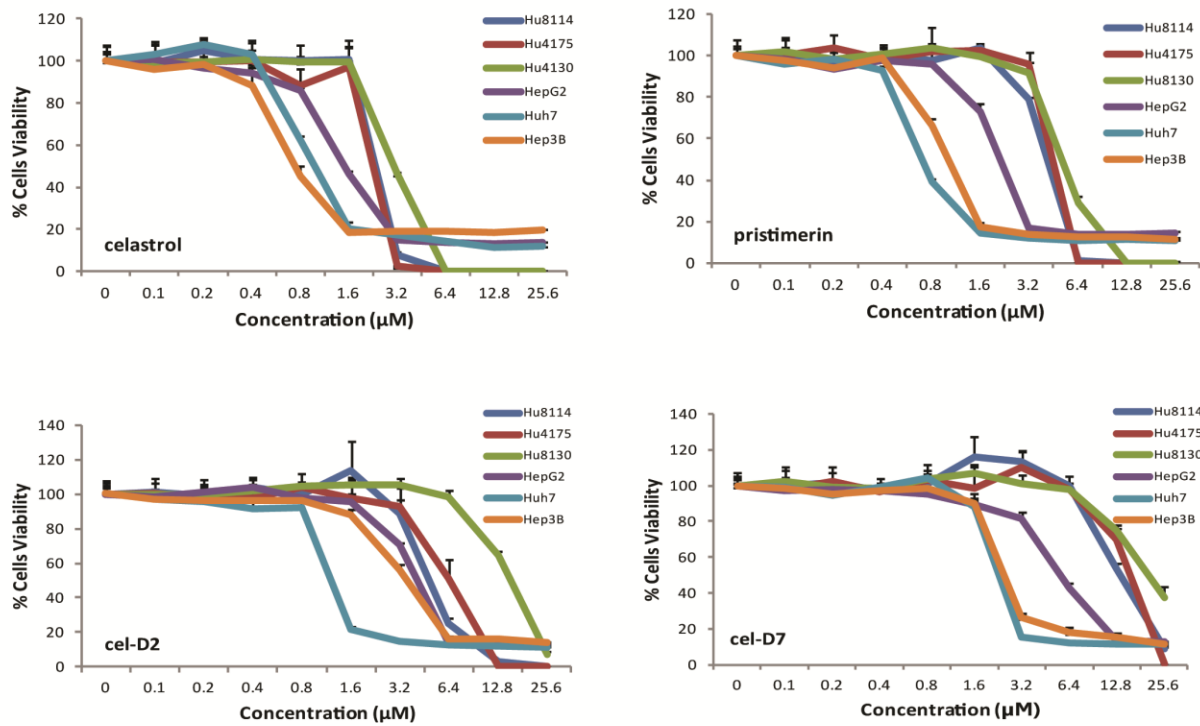 120
100
80
60
40
20
0
% Cells Viability
Hu8114
Hu4175
Hu4130
HepG2
Huh7
Hep3B
celastrol
0 0.1 0.2 0.4 0.8 1.6 3.2 6.4 12.8 25.6
Concentration (µM)
120
100
80
60
40
20
0
% Cells Viability
Hu8114
Hu4175
Hu8130
HepG2
Huh7
Hep3B
pristimerin
0 0.1 0.2 0.4 0.8 1.6 3.2 6.4 12.8 25.6
Concentration (µM)
140
120
100
80
60
40
20
0
% Cells Viability
Hu8114
Hu4175
Hu8130
HepG2
Huh7
Hep3B
cel-D2
0 0.1 0.2 0.4 0.8 1.6 3.2 6.4 12.8 25.6
Concentration (µM)
140
120
100
80
60
40
20
0
% Cells Viability
Hu8114
Hu4175
Hu8130
HepG2
Huh7
Hep3B
cel-D7
0 0.1 0.2 0.4 0.8 1.6 3.2 6.4 12.8 25.6
Concentration (µM)